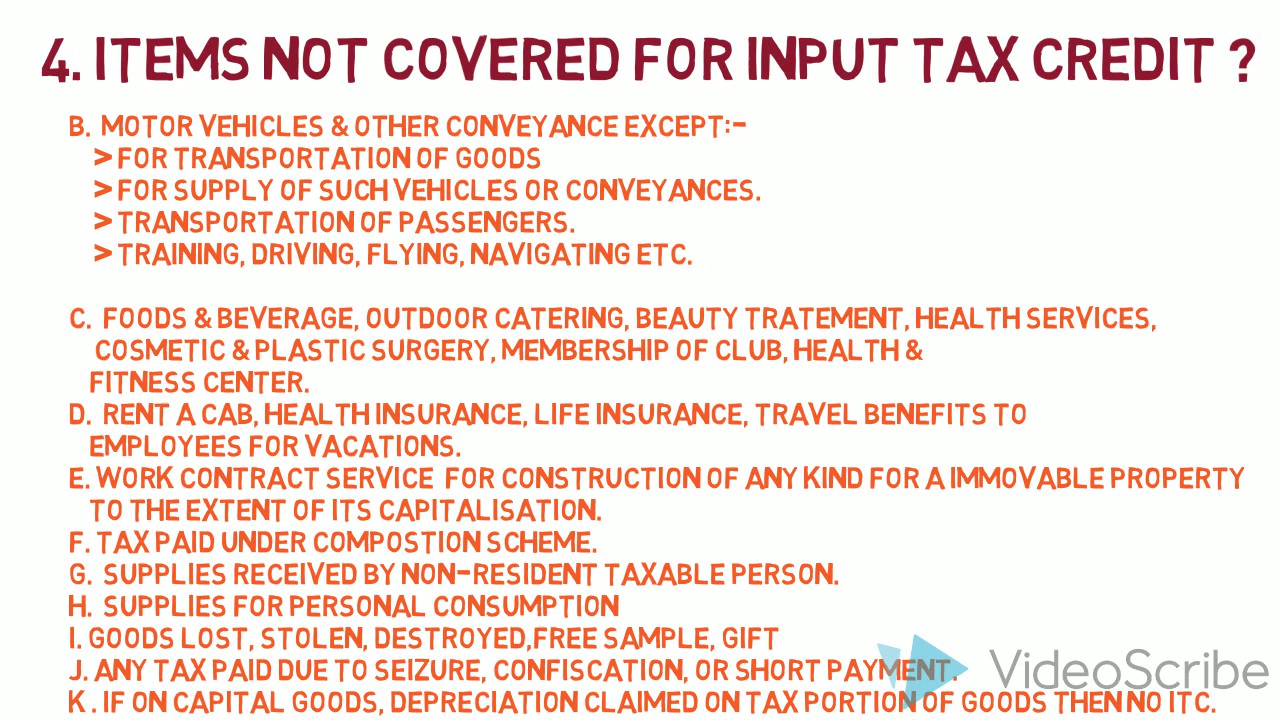 4. ITEMS NOT COVERED FOR INPUT TAX CREDIT ?
B. MOTOR VEHICLES & OTHER CONVEYANCE EXCEPT:-
> FOR TRANSPORTATION OF GOODS
> FOR SUPPLY OF SUCH VEHICLES OR CONVEYANCES.
> TRANSPORTATION OF PASSENGERS.
> TRAINING, DRIVING, FLYING, NAVIGATING ETC.
C. FOODS & BEVERAGE, OUTDOOR CATERING, BEAUTY TRATEMENT, HEALTH SERVICES,
COSMETIC & PLASTIC SURGERY, MEMBERSHIP OF CLUB, HEALTH &
FITNESS CENTER.
D. RENT A CAB, HEALTH INSURANCE, LIFE INSURANCE, TRAVEL BENEFITS TO
EMPLOYEES FOR VACATIONS.
E. WORK CONTRACT SERVICE FOR CONSTRUCTION OF ANY KIND FOR A IMMOVABLE PROPERTY
TO THE EXTENT OF ITS CAPITALISATION.
F. TAX PAID UNDER COMPOSTION SCHEME.
G. SUPPLIES RECEIVED BY NON-RESIDENT TAXABLE PERSON.
H. SUPPLIES FOR PERSONAL CONSUMPTION
I. GOODS LOST, STOLEN, DESTROYED,FREE SAMPLE, GIFT
J. ANY TAX PAID DUE TO SEIZURE, CONFISCATION, OR SHORT PAYMENT.
VideoScribe
K . IF ON CAPITAL GOODS, DEPRECIATION CLAIMED ON TAX PORTION OF GOODS THEN NO ITC.